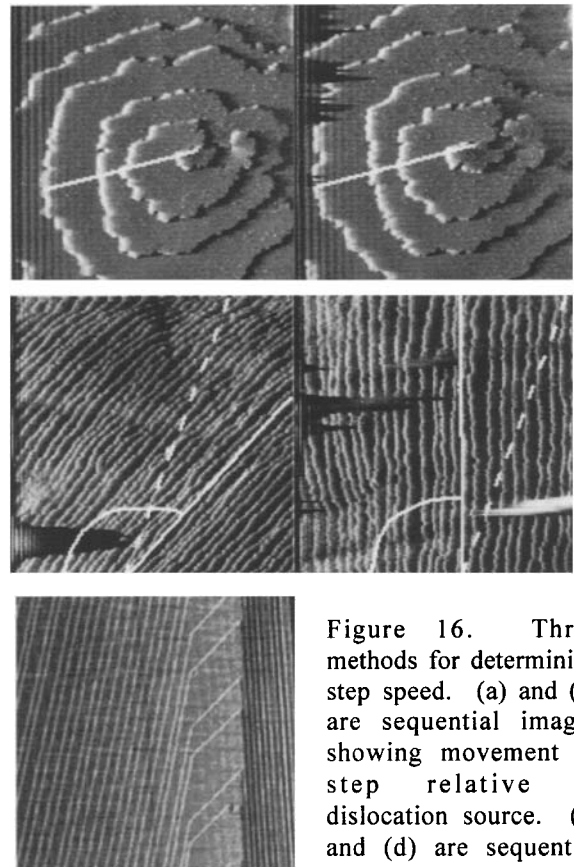 Figure 16. Thr
methods for determini
step speed. (a) and (
are sequential imag
showing movement
step relative
dislocation source. (
and (d) are sequent